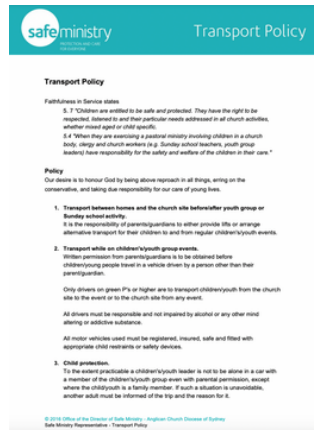 safeministry
PROTECTION AND CARE
FOR EVERYONE
Transport Policy
Transport Policy
Faithfulness in Service states
5. 7 "Children are entitled to be safe and protected. They have the right to be
respected, listened to and their particular needs addressed in all church activities,
whether mixed aged or child specific.
5.4 "When they are exercising a pastoral ministry involving children in a church
body, clergy and church workers (e.g. Sunday school teachers, youth group
leaders) have responsibility for the safety and welfare of the children in their care."
Policy
Our desire is to honour God by being above reproach in all things, erring on the
conservative, and taking due responsibility for our care of young lives.
1. Transport between homes and the church site before/after youth group or
Sunday school activity.
It is the responsibility of parents/guardians to either provide lifts or arrange
alternative transport for their children to and from regular children's/youth events.
2. Transport while on children's/youth group events.
Written permission from parents/guardians is to be obtained before
children/young people travel in a vehicle driven by a person other than their
parent/guardian.
Only drivers on green P's or higher are to transport children/youth from the church
site to the event or to the church site from any event.
All drivers must be responsible and not impaired by alcohol or any other mind
altering or addictive substance.
All motor vehicles used must be registered, insured, safe and fitted with
appropriate child restraints or safety devices.
3. Child protection.
To the extent practicable a children's/youth leader is not to be alone in a car with
a member of the children's/youth group even with parental permission, except
where the child/youth is a family member. If such a situation is unavoidable,
another adult must be informed of the trip and the reason for it.
© 2018 Office of the Director of Safe Ministry - Anglican Church Diocese of Sydney
Safe Ministry Representative - Transport Policy